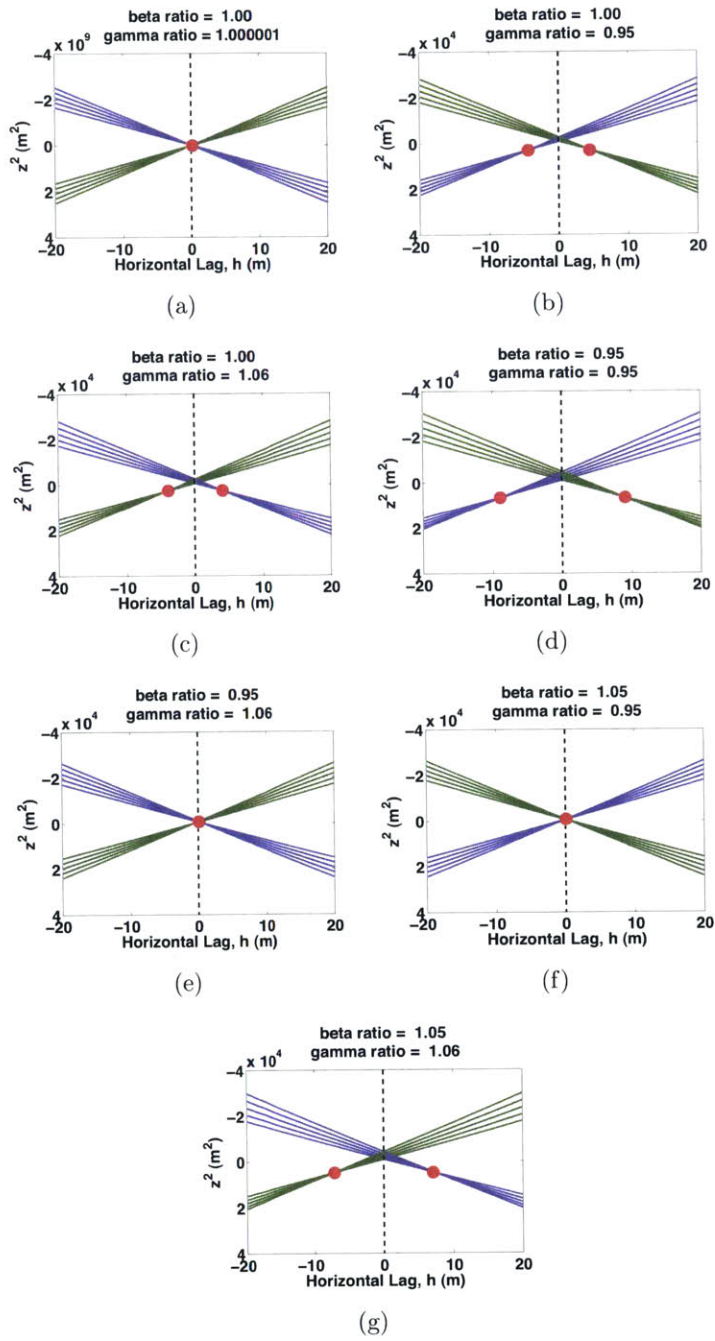 beta ratio = 1.00
gamma ratio = 1.000001
x 10^9
−4
−2
0
2
4
z^2 (m^2)
−20 −10 0 10 20
Horizontal Lag, h (m)
(a)
beta ratio = 1.00
gamma ratio = 0.95
x 10^4
−4
−2
0
2
4
z^2 (m^2)
−20 −10 0 10 20
Horizontal Lag, h (m)
(b)
beta ratio = 1.00
gamma ratio = 1.06
x 10^4
−4
−2
0
2
4
z^2 (m^2)
−20 −10 0 10 20
Horizontal Lag, h (m)
(c)
beta ratio = 0.95
gamma ratio = 0.95
x 10^4
−4
−2
0
2
4
z^2 (m^2)
−20 −10 0 10 20
Horizontal Lag, h (m)
(d)
beta ratio = 0.95
gamma ratio = 1.06
x 10^4
−4
−2
0
2
4
z^2 (m^2)
−20 −10 0 10 20
Horizontal Lag, h (m)
(e)
beta ratio = 1.05
gamma ratio = 0.95
x 10^4
−4
−2
0
2
4
z^2 (m^2)
−20 −10 0 10 20
Horizontal Lag, h (m)
(f)
beta ratio = 1.05
gamma ratio = 1.06
x 10^4
−4
−2
0
2
4
z^2 (m^2)
−20 −10 0 10 20
Horizontal Lag, h (m)
(g)